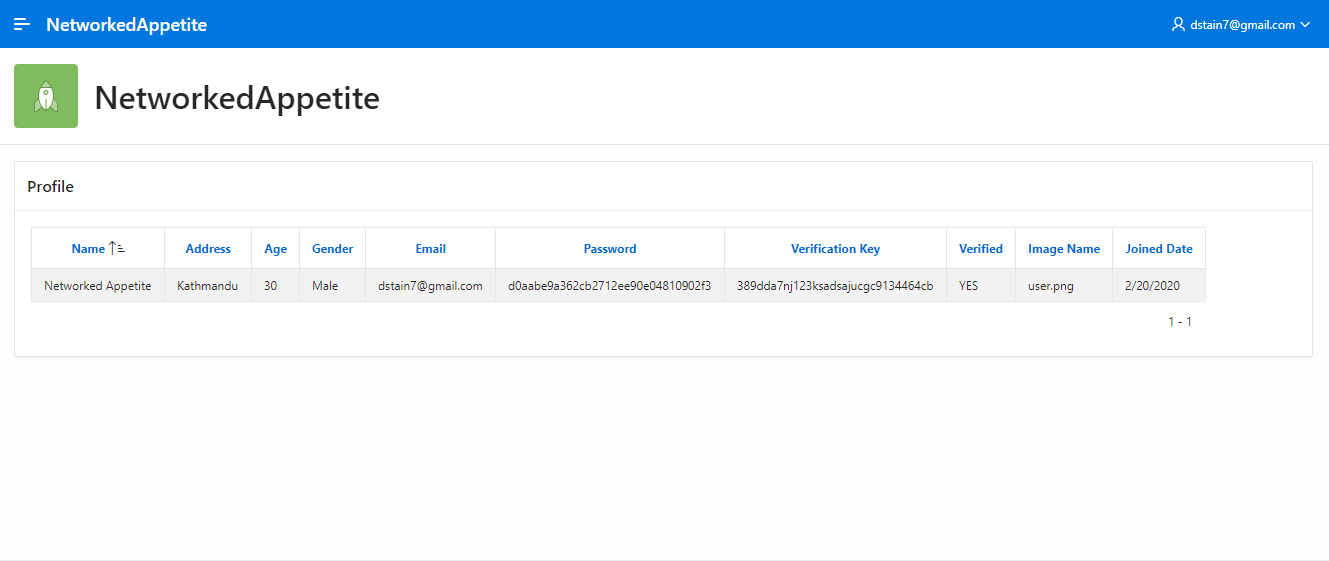 NetworkedAppetite dstain7@gmail.com
NetworkedAppetite
Profile
Name Address Age Gender Email Password Verification Key Verified Image Name Joined Date
Networked Appetite Kathmandu 30 Male dstain7@gmail.com d0aabe9a362cb2712ee90e04810902f3 389dda7nj123ksadsajucgc9134464cb YES user.png 2/20/2020
1 - 1